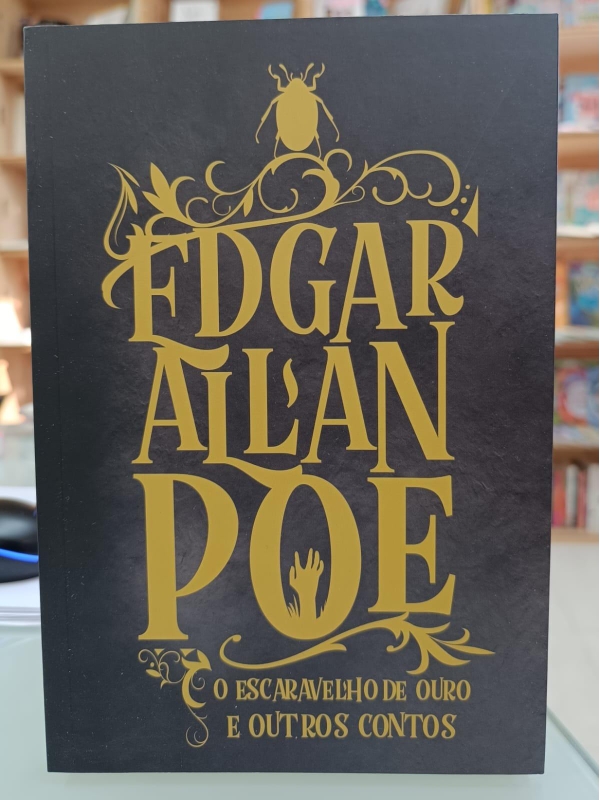 EDGAR
ALLAN
POE
O ESCARAVELHO DE OURO
E OUTROS CONTOS